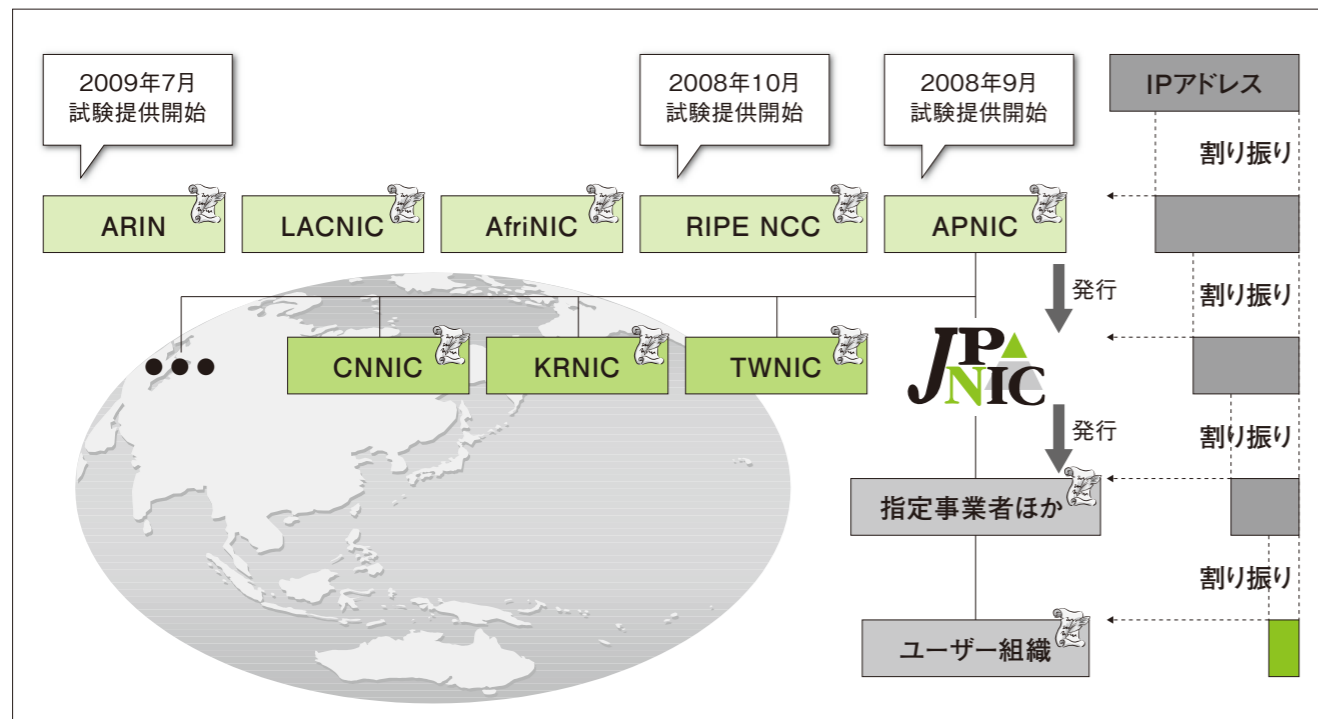 2009年7月
試験提供開始
2008年10月
試験提供開始
2008年9月
試験提供開始
IPアドレス
割り振り
ARIN
LACNIC
AfriNIC
RIPE NCC
APNIC
発行
割り振り
CNNIC
KRNIC
TWNIC
JPNIC
発行
割り振り
指定事業者ほか
割り振り
ユーザー組織